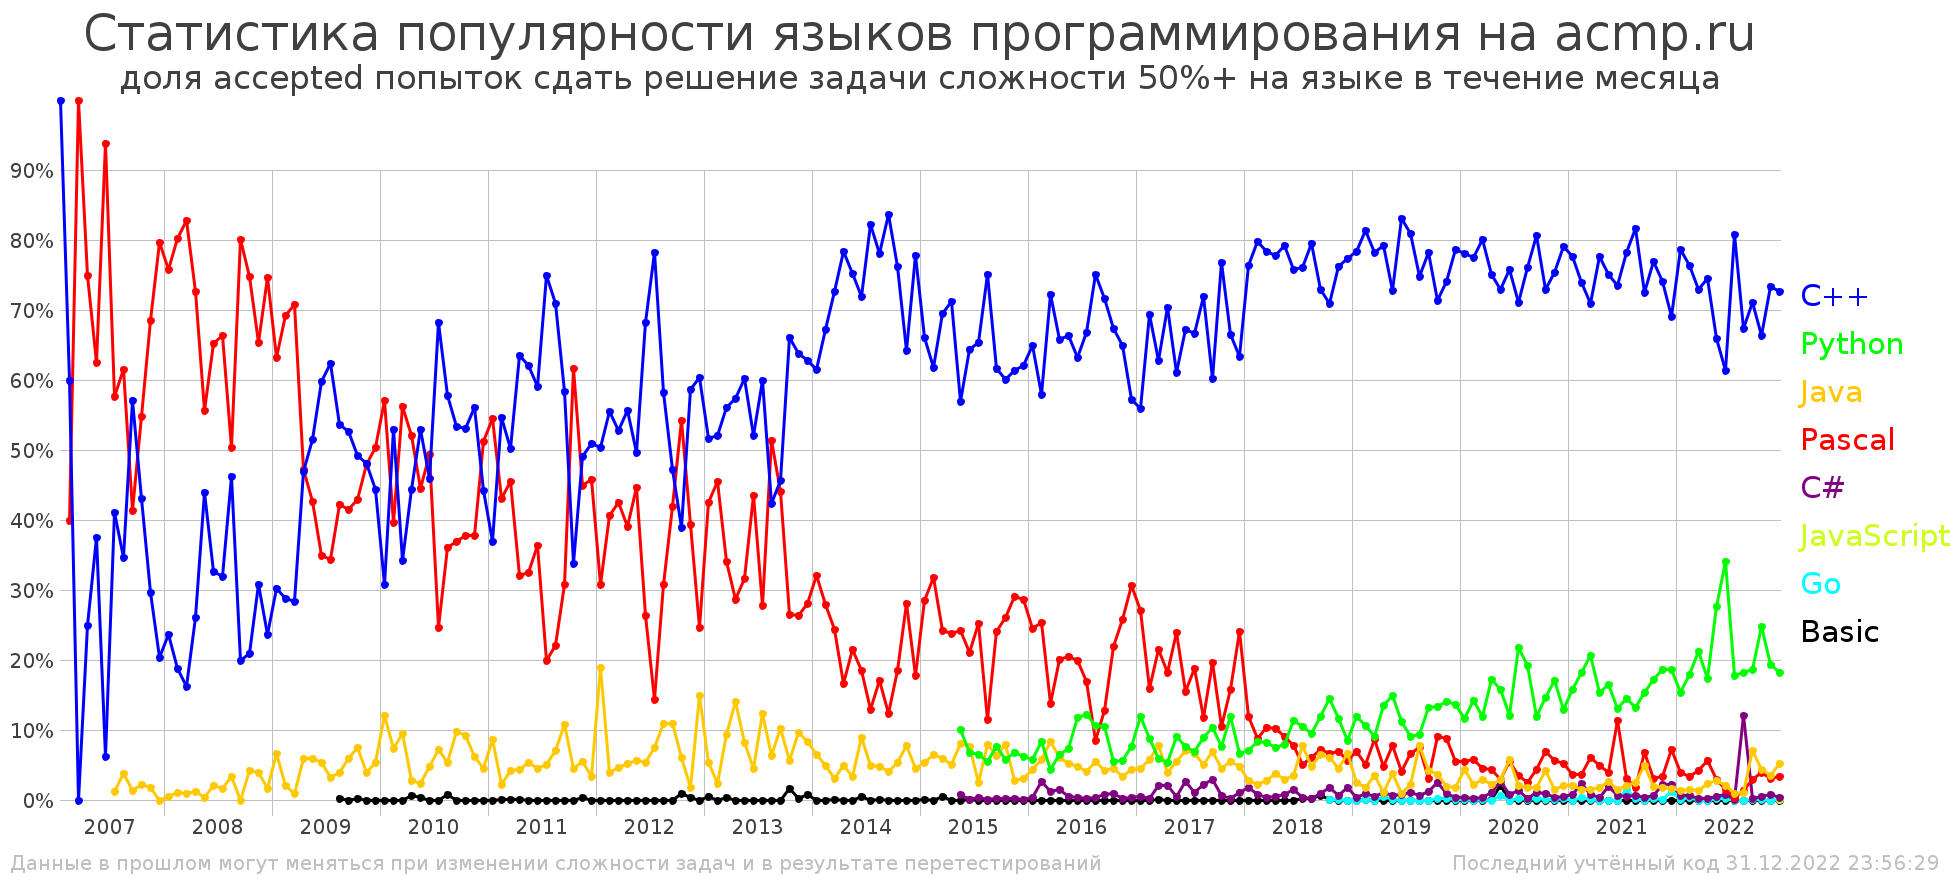 Статистика популярности языков программирования на acmp.ru
доля accepted попыток сдать решение задачи сложности 50%+ на языке в течение месяца
90%
80%
70%
60%
50%
40%
30%
20%
10%
0%
C++
Python
Java
Pascal
C#
JavaScript
Go
Basic
2007 2008 2009 2010 2011 2012 2013 2014 2015 2016 2017 2018 2019 2020 2021 2022
Данные в прошлом могут меняться при изменении сложности задач и в результате перетестирований
Последний учтённый код 31.12.2022 23:56:29